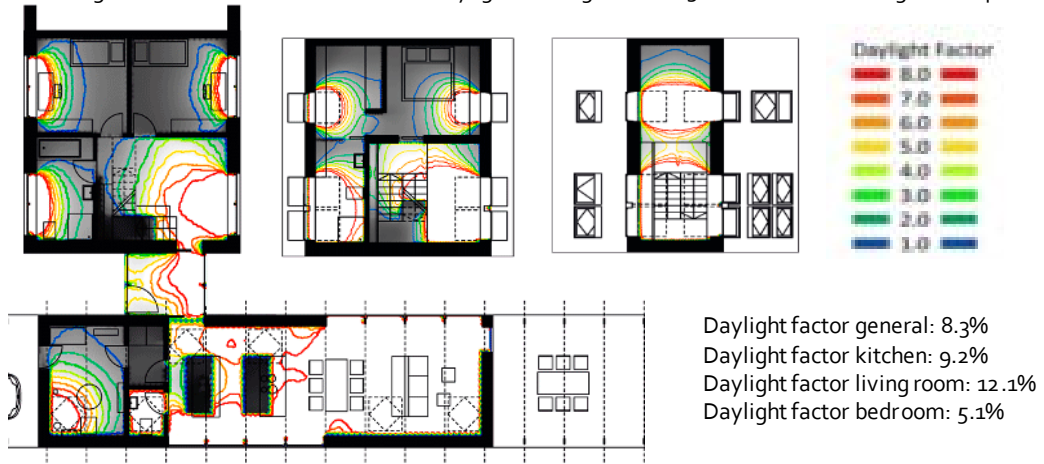 Daylight Factor
8.0
7.0
6.0
5.0
4.0
3.0
2.0
1.0
Daylight factor general: 8.3%
Daylight factor kitchen: 9.2%
Daylight factor living room: 12.1%
Daylight factor bedroom: 5.1%